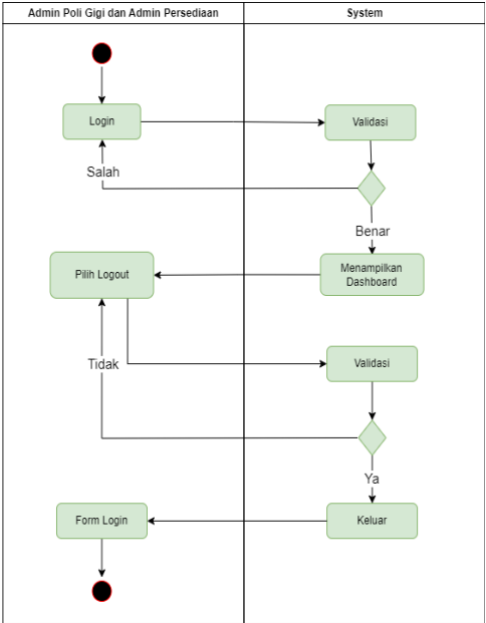 Admin Poli Gigi dan Admin Persediaan
System
Login
Validasi
Salah
Benar
Pilih Logout
Menampilkan
Dashboard
Tidak
Validasi
Ya
Form Login
Keluar